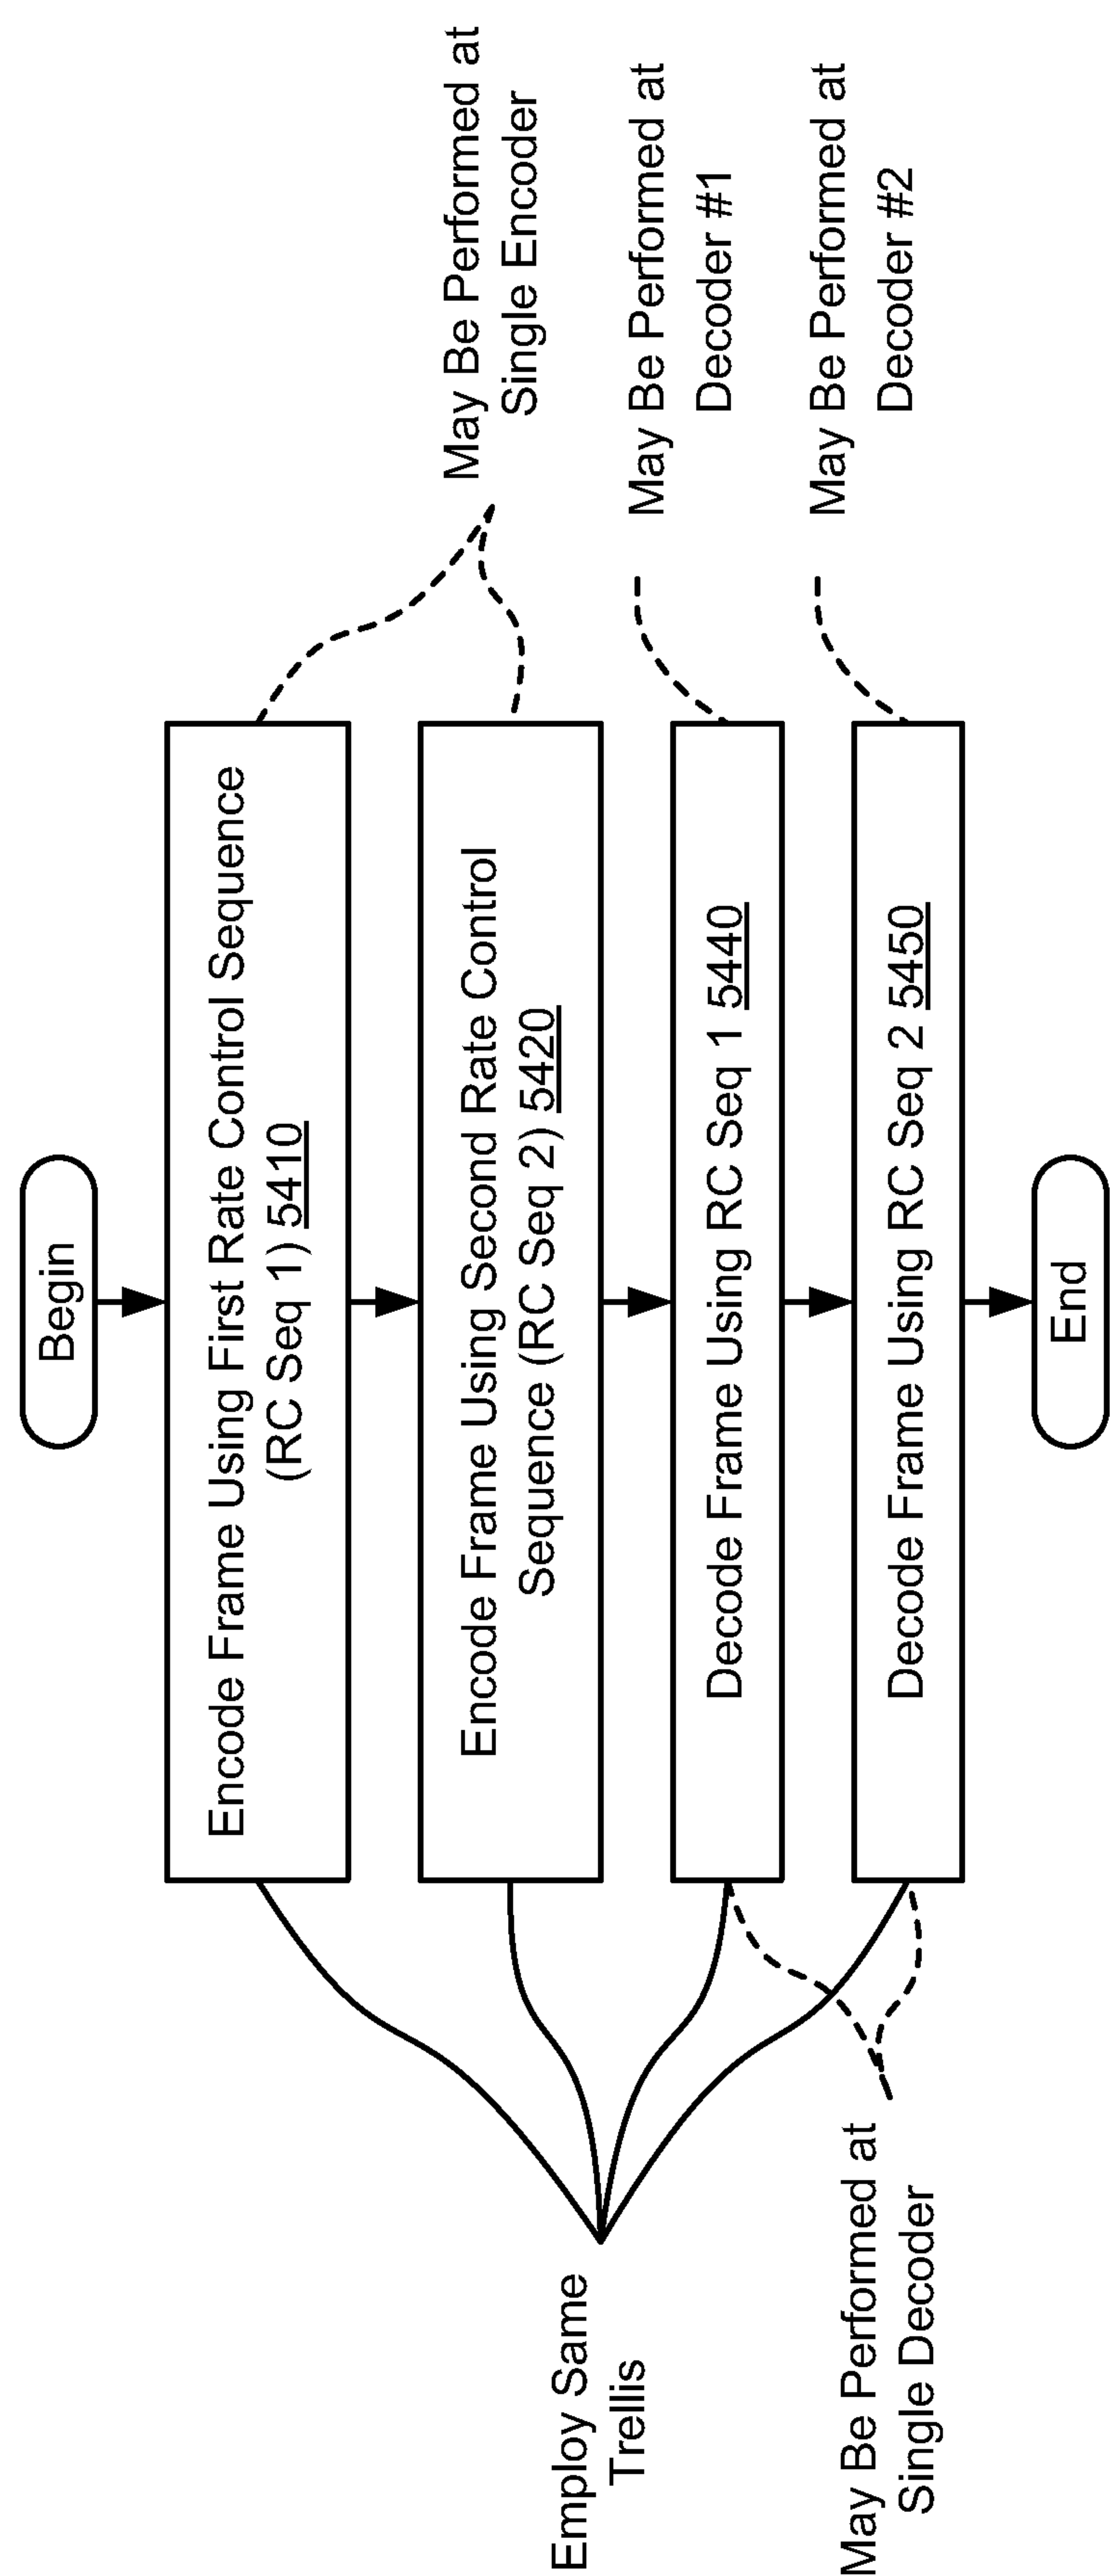 Begin
Encode Frame Using First Rate Control Sequence
(RC Seq 1) 5410
May Be Performed at
Single Encoder
Encode Frame Using Second Rate Control
Sequence (RC Seq 2) 5420
Employ Same
Trellis
Decode Frame Using RC Seq 1 5440
May Be Performed at
Decoder #1
Decode Frame Using RC Seq 2 5450
May Be Performed at
Decoder #2
May Be Performed at
Single Decoder
End